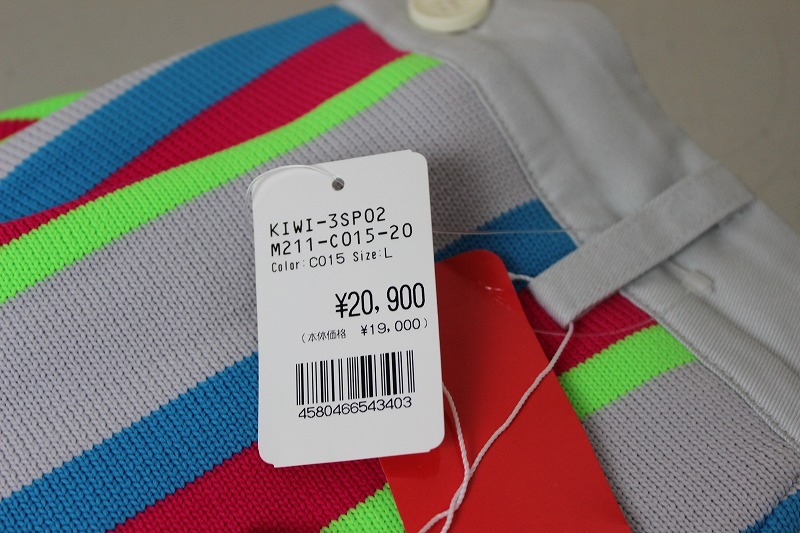 KIWI-3SP02
M211-C015-20
Color:C015 Size:L
¥20,900
(本体価格 ¥19,000)
4580466543403